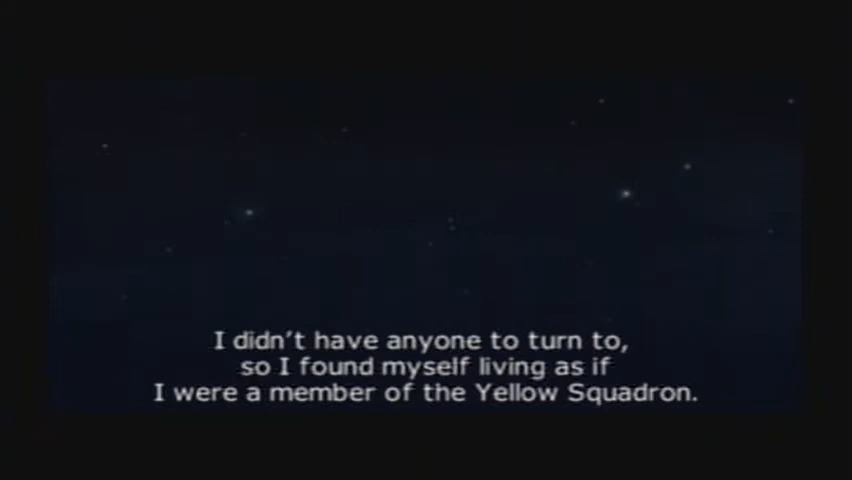 I didn't have anyone to turn to,
so I found myself living as if
I were a member of the Yellow Squadron.